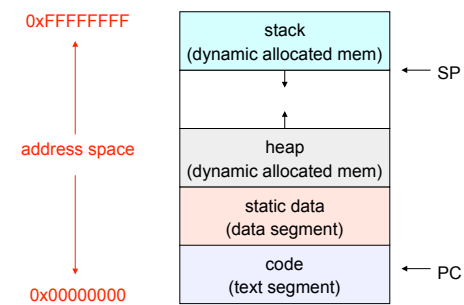 0xFFFFFFFF
stack
(dynamic allocated mem)
SP
address space
heap
(dynamic allocated mem)
static data
(data segment)
code
(text segment)
PC
0x00000000